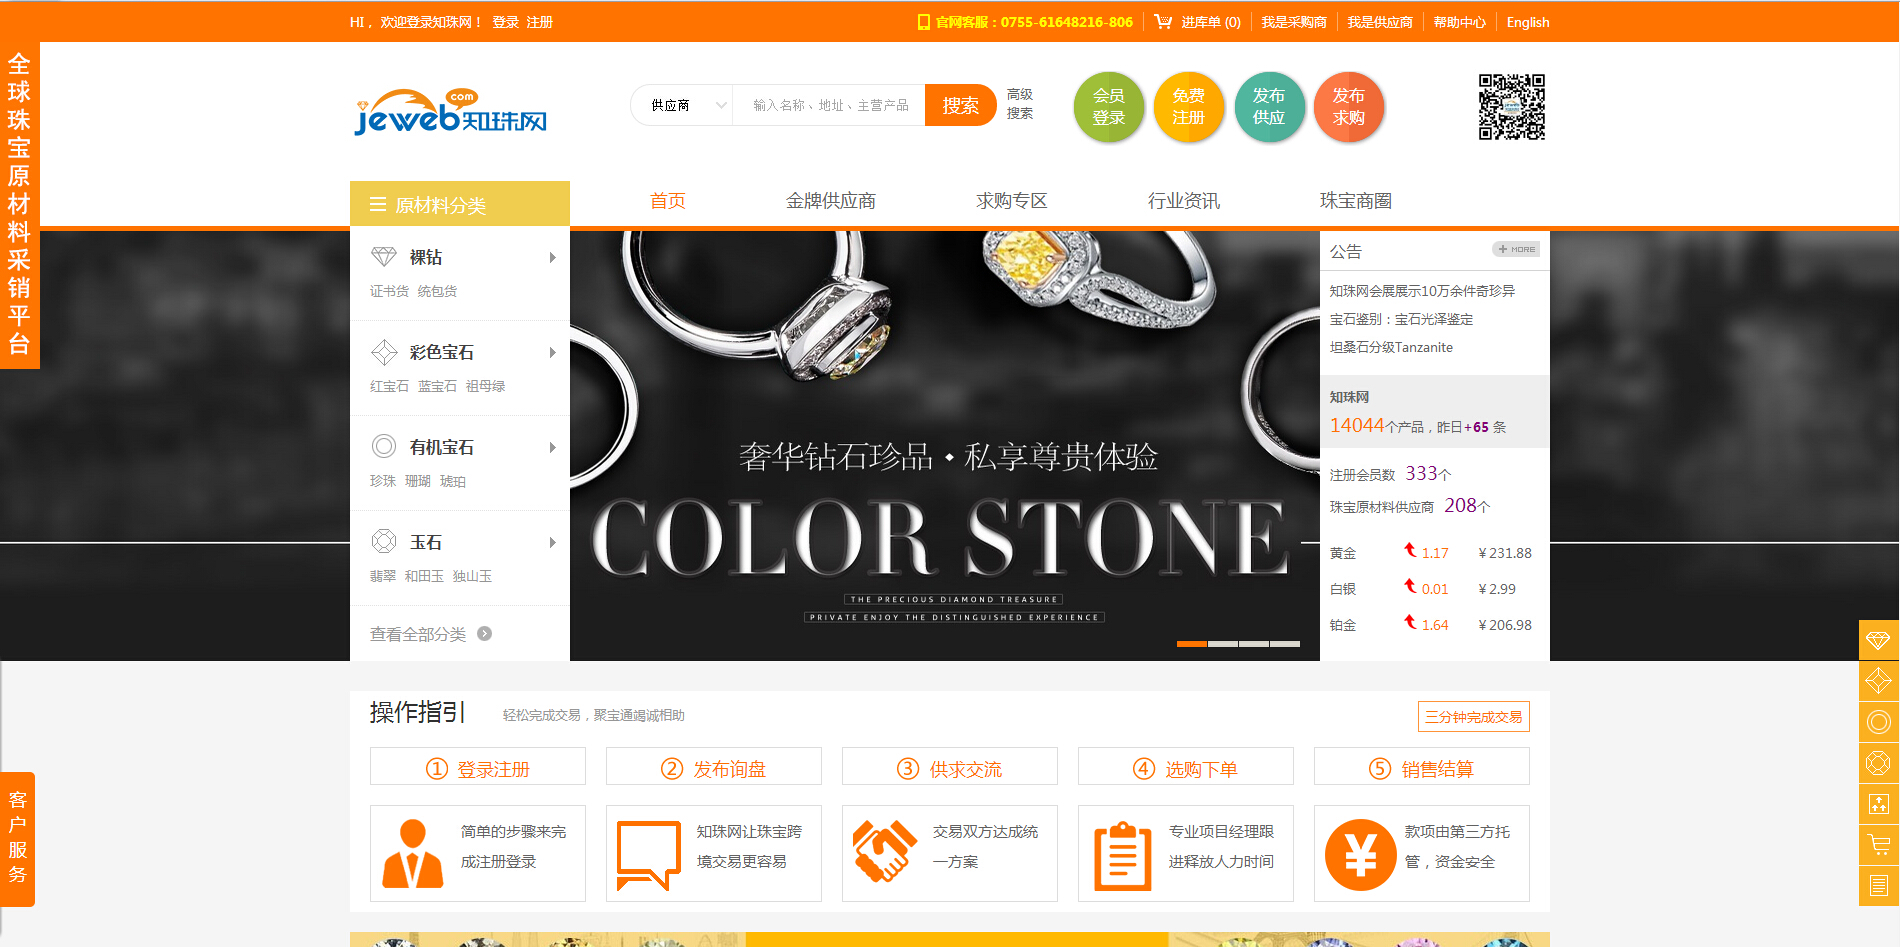 HI， 欢迎登录知珠网！ 登录 注册
官网客服：0755-61648216-806
进库单 (0)
我是采购商
我是供应商
帮助中心
English
全球珠宝原材料采销平台
jeweb.com知珠网
供应商
输入名称、地址、主营产品
搜索
高级
搜索
会员
登录
免费
注册
发布
供应
发布
求购
原材料分类
首页
金牌供应商
求购专区
行业资讯
珠宝商圈
裸钻
证书货 统包货
彩色宝石
红宝石 蓝宝石 祖母绿
有机宝石
珍珠 珊瑚 琥珀
玉石
翡翠 和田玉 独山玉
查看全部分类
奢华钻石珍品·私享尊贵体验
COLOR STONE
THE PRECIOUS DIAMOND TREASURE
PRIVATE ENJOY THE DISTINGUISHED EXPERIENCE
公告
+ MORE
知珠网会展展示10万余件奇珍异
宝石鉴别：宝石光泽鉴定
坦桑石分级Tanzanite
知珠网
14044个产品，昨日+65 条
注册会员数 333个
珠宝原材料供应商 208个
黄金 1.17 ￥231.88
白银 0.01 ￥2.99
铂金 1.64 ￥206.98
操作指引
轻松完成交易，聚宝通竭诚相助
三分钟完成交易
① 登录注册
② 发布询盘
③ 供求交流
④ 选购下单
⑤ 销售结算
简单的步骤来完
成注册登录
知珠网让珠宝跨
境交易更容易
交易双方达成统
一方案
专业项目经理跟
进释放人力时间
款项由第三方托
管，资金安全
客户服务